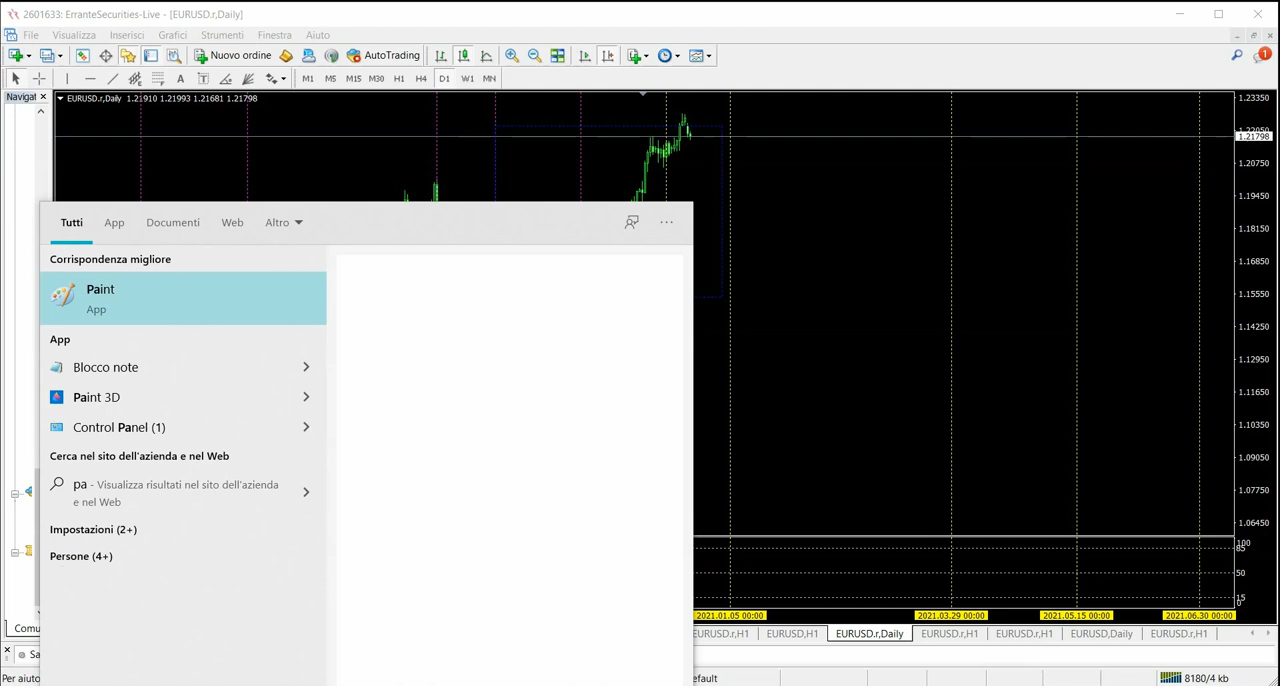 2601633: ErranteSecurities-Live - [EURUSD.r,Daily]
File Visualizza Inserisci Grafici Strumenti Finestra Aiuto
Nuovo ordine AutoTrading 1
A T M1 M5 M15 M30 H1 H4 D1 W1 MN
Navigat
EURUSD.r,Daily 1.21910 1.21993 1.21681 1.21798
1.23350
1.22050
1.21798
1.20750
1.19450
1.18150
1.16850
1.15550
1.14250
1.12950
1.11650
1.10350
1.09050
1.07750
1.06450
100
85
50
15
0
Tutti App Documenti Web Altro
Corrispondenza migliore
Paint
App
App
Blocco note
Paint 3D
Control Panel (1)
Cerca nel sito dell'azienda e nel Web
pa - Visualizza risultati nel sito dell'azienda
e nel Web
Impostazioni (2+)
Persone (4+)
2021.01.05 00:00 2021.03.29 00:00 2021.05.15 00:00 2021.06.30 00:00
Comu
EURUSD.r,H1 EURUSD,H1 EURUSD.r,Daily EURUSD.r,H1 EURUSD.r,H1 EURUSD,Daily EURUSD.r,H1
Sa
Per aiuto efault 8180/4 kb